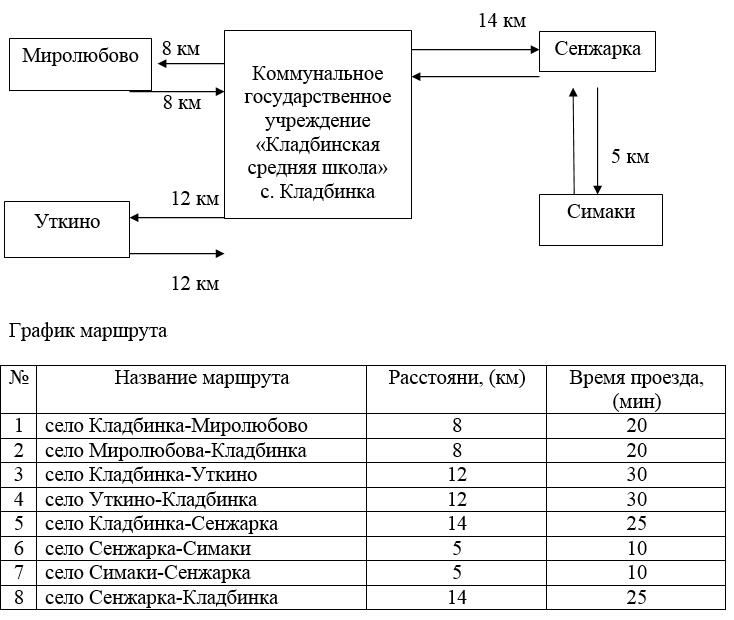 14 км
Миролюбово
8 км
8 км
Коммунальное
государственное
учреждение
«Кладбинская
средняя школа»
с. Кладбинка
Сенжарка
5 км
Симаки
12 км
Уткино
12 км
График маршрута
№ Название маршрута Расстояни, (км) Время проезда,
(мин)
1 село Кладбинка-Миролюбово 8 20
2 село Миролюбова-Кладбинка 8 20
3 село Кладбинка-Уткино 12 30
4 село Уткино-Кладбинка 12 30
5 село Кладбинка-Сенжарка 14 25
6 село Сенжарка-Симаки 5 10
7 село Симаки-Сенжарка 5 10
8 село Сенжарка-Кладбинка 14 25